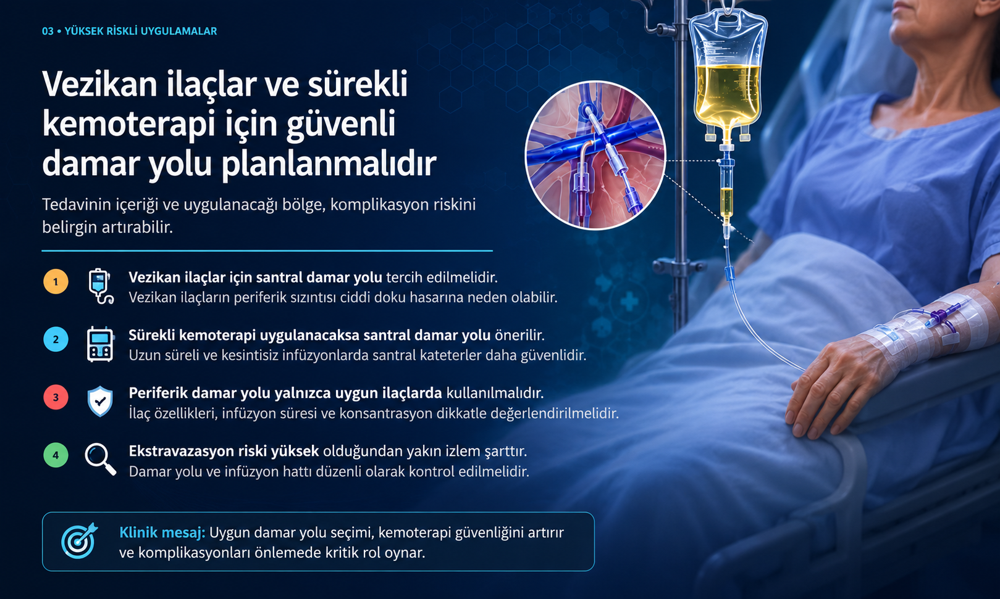 03 • YÜKSEK RİSKLİ UYGULAMALAR
Vezikan ilaçlar ve sürekli
kemoterapi için güvenli
damar yolu planlanmalıdır
Tedavinin içeriği ve uygulanacağı bölge, komplikasyon riskini
belirgin artırabilir.
1
Vezikan ilaçlar için santral damar yolu tercih edilmelidir.
Vezikan ilaçların periferik sızıntısı ciddi doku hasarına neden olabilir.
2
Sürekli kemoterapi uygulanacaksa santral damar yolu önerilir.
Uzun süreli ve kesintisiz infüzyonlarda santral kateterler daha güvenlidir.
3
Periferik damar yolu yalnızca uygun ilaçlarda kullanılmalıdır.
İlaç özellikleri, infüzyon süresi ve konsantrasyon dikkatle değerlendirilmelidir.
4
Ekstravazasyon riski yüksek olduğundan yakın izlem şarttır.
Damar yolu ve infüzyon hattı düzenli olarak kontrol edilmelidir.
Klinik mesaj: Uygun damar yolu seçimi, kemoterapi güvenliğini artırır
ve komplikasyonları önlemede kritik rol oynar.